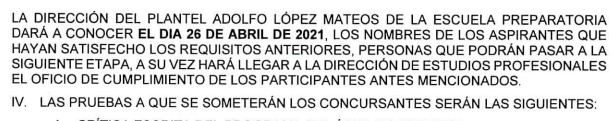 LA DIRECCIÓN DEL PLANTEL ADOLFO LÓPEZ MATEOS DE LA ESCUELA PREPARATORIA
DARÁ A CONOCER EL DIA 26 DE ABRIL DE 2021, LOS NOMBRES DE LOS ASPIRANTES QUE
HAYAN SATISFECHO LOS REQUISITOS ANTERIORES, PERSONAS QUE PODRÁN PASAR A LA
SIGUIENTE ETAPA, A SU VEZ HARÁ LLEGAR A LA DIRECCIÓN DE ESTUDIOS PROFESIONALES
EL OFICIO DE CUMPLIMIENTO DE LOS PARTICIPANTES ANTES MENCIONADOS.
IV. LAS PRUEBAS A QUE SE SOMETERÁN LOS CONCURSANTES SERÁN LAS SIGUIENTES: